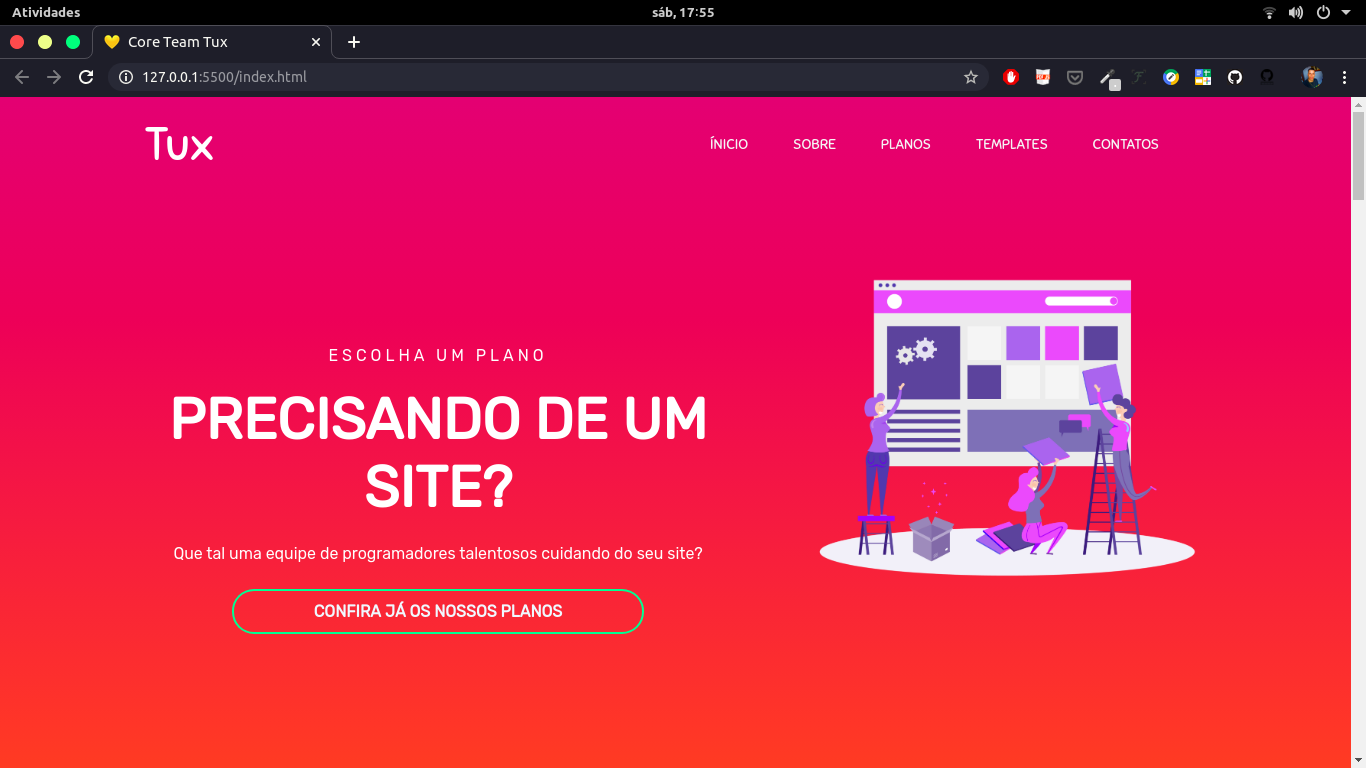 Atividades
sáb, 17:55
Core Team Tux
127.0.0.1:5500/index.html
Tux
ÍNICIO
SOBRE
PLANOS
TEMPLATES
CONTATOS
ESCOLHA UM PLANO
PRECISANDO DE UM
SITE?
Que tal uma equipe de programadores talentosos cuidando do seu site?
CONFIRA JÁ OS NOSSOS PLANOS